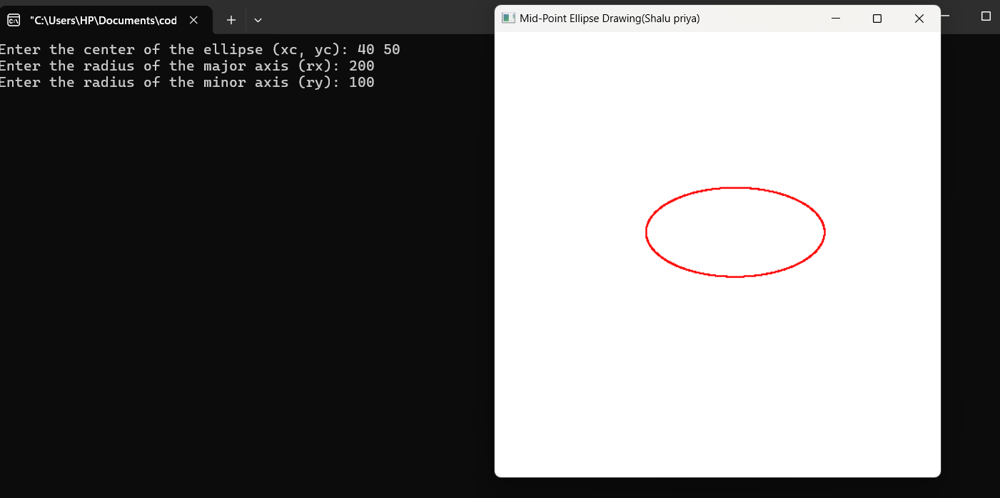 "C:\Users\HP\Documents\cod
Enter the center of the ellipse (xc, yc): 40 50
Enter the radius of the major axis (rx): 200
Enter the radius of the minor axis (ry): 100
Mid-Point Ellipse Drawing(Shalu priya)